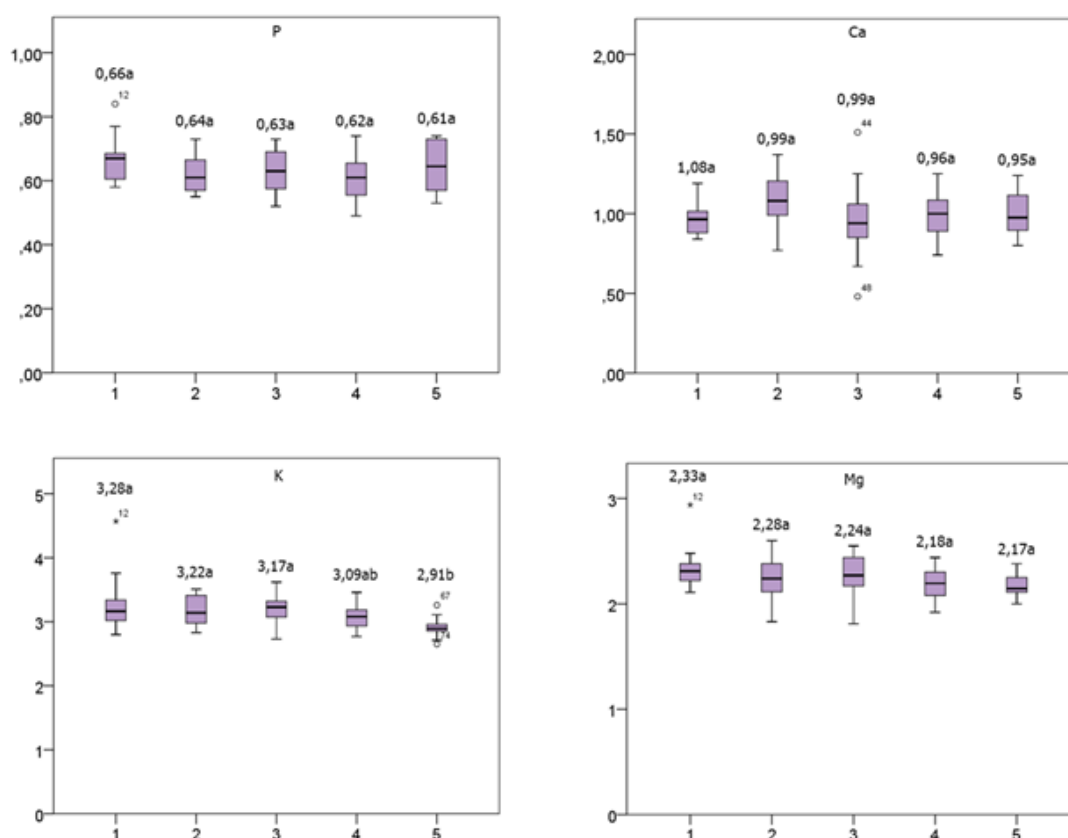 P
1,00
,80
,60
,40
,20
,00
0,66a
12
0,64a
0,63a
0,62a
0,61a
1 2 3 4 5
Ca
2,00
1,50
1,00
,50
,00
1,08a
0,99a
0,99a
44
48
0,96a
0,95a
1 2 3 4 5
K
5
4
3
2
1
0
3,28a
12
3,22a
3,17a
3,09ab
2,91b
67
74
1 2 3 4 5
Mg
3
2
1
0
2,33a
12
2,28a
2,24a
2,18a
2,17a
1 2 3 4 5